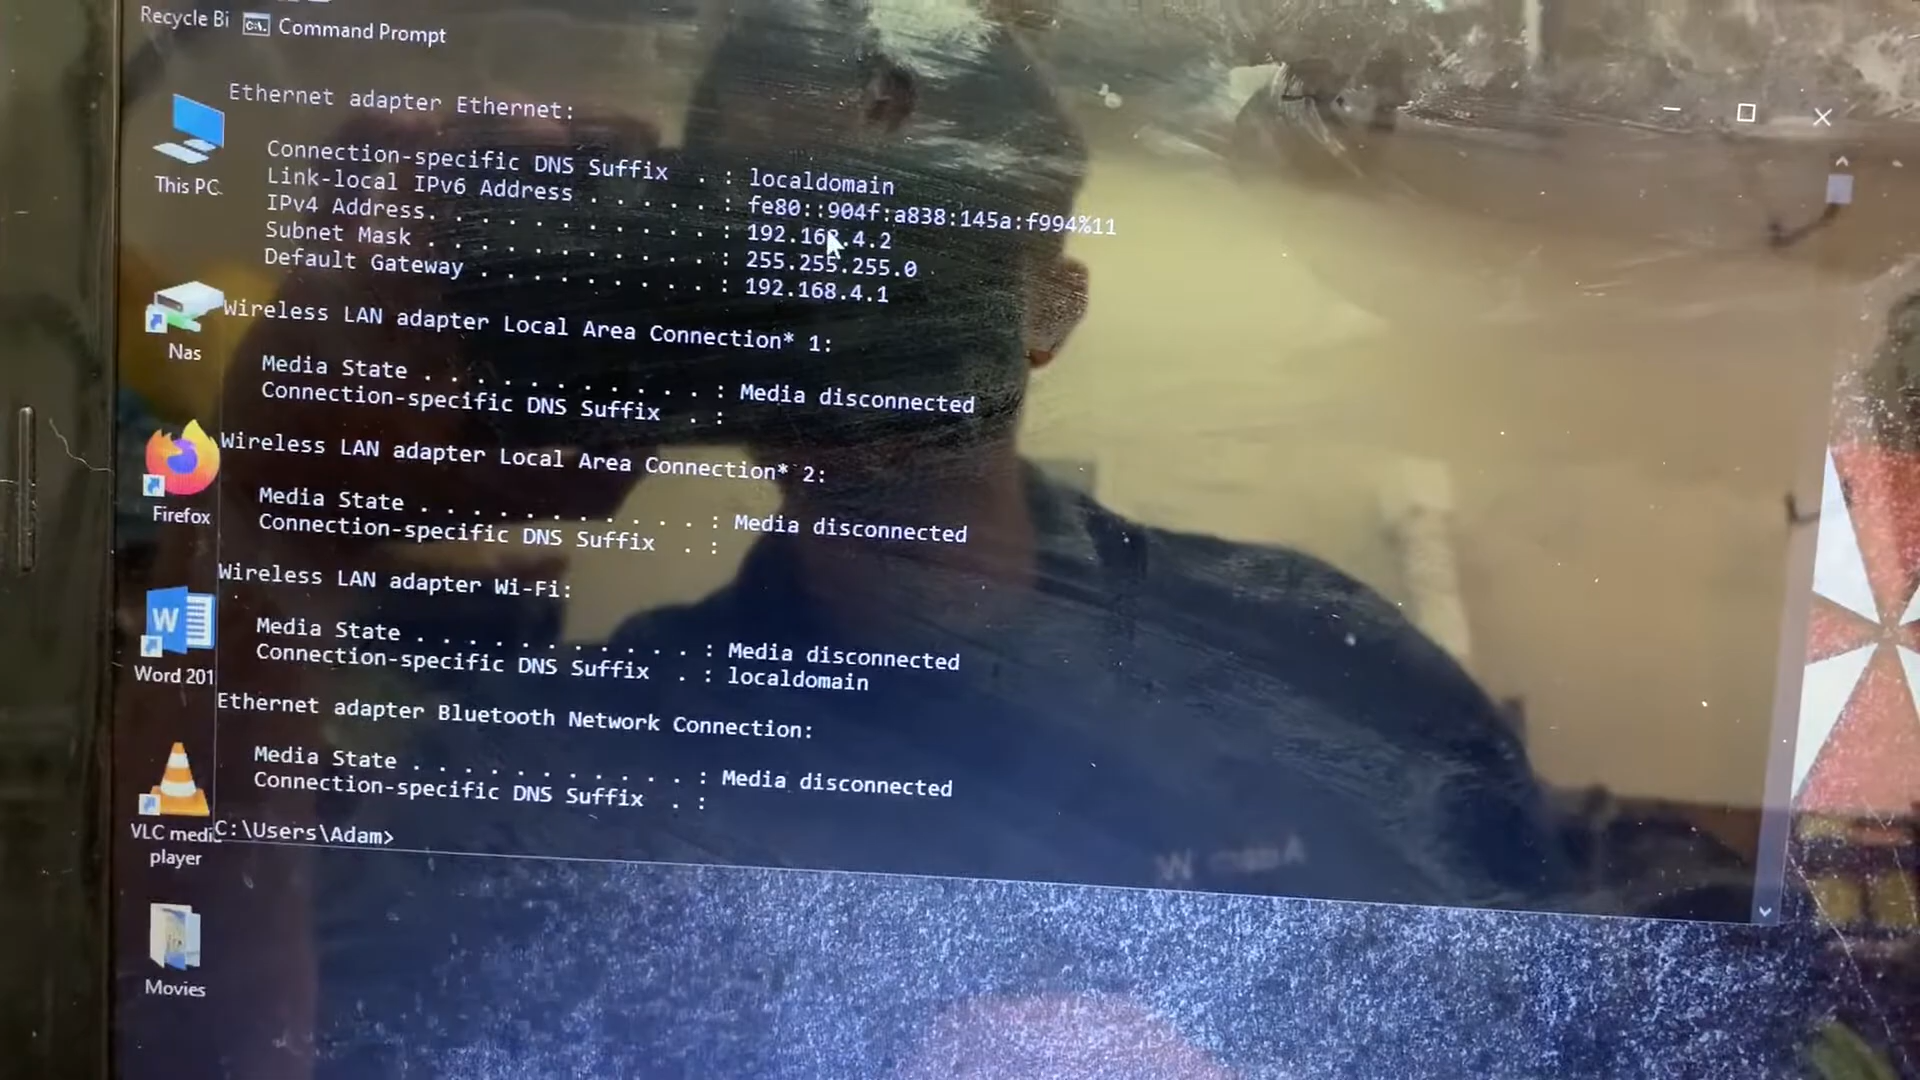 Recycle Bi
Command Prompt
Ethernet adapter Ethernet:
Connection-specific DNS Suffix . : localdomain
Link-local IPv6 Address . . . . . : fe80::904f:a838:145a:f994%11
IPv4 Address. . . . . . . . . . . : 192.168.4.2
Subnet Mask . . . . . . . . . . . : 255.255.255.0
Default Gateway . . . . . . . . . : 192.168.4.1
Wireless LAN adapter Local Area Connection* 1:
Media State . . . . . . . . . . . : Media disconnected
Connection-specific DNS Suffix . :
Wireless LAN adapter Local Area Connection* 2:
Media State . . . . . . . . . . . : Media disconnected
Connection-specific DNS Suffix . :
Wireless LAN adapter Wi-Fi:
Media State . . . . . . . . . . . : Media disconnected
Connection-specific DNS Suffix . : localdomain
Ethernet adapter Bluetooth Network Connection:
Media State . . . . . . . . . . . : Media disconnected
Connection-specific DNS Suffix . :
C:\Users\Adam>
This PC
Nas
Firefox
W
Word 201
VLC medi
player
Movies